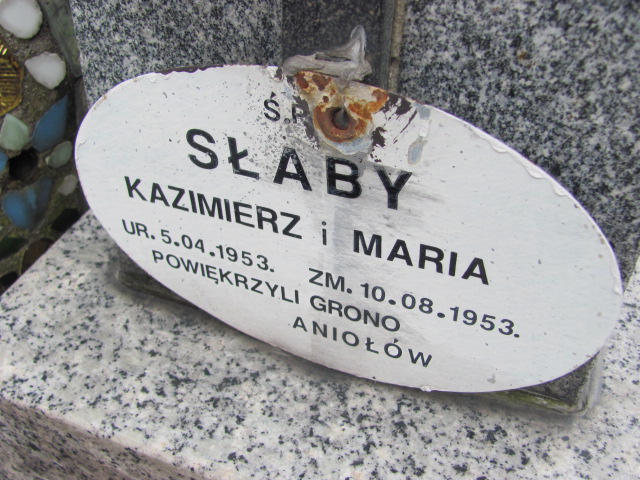 Ś.P.
SŁABY
KAZIMIERZ i MARIA
UR. 5.04.1953. ZM. 10.08.1953.
POWIĘKRZYLI GRONO
ANIOŁÓW